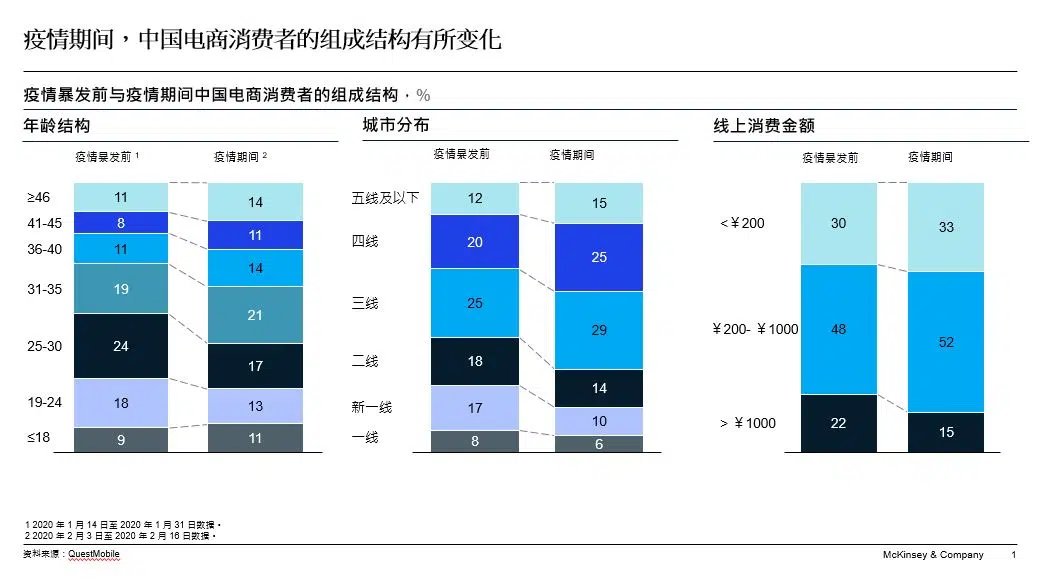 疫情期间，中国电商消费者的组成结构有所变化
疫情暴发前与疫情期间中国电商消费者的组成结构，%
年龄结构
疫情暴发前 1
疫情期间 2
≥46
11
14
41-45
8
11
36-40
11
14
31-35
19
21
25-30
24
17
19-24
18
13
≤18
9
11
城市分布
疫情暴发前
疫情期间
五线及以下
12
15
四线
20
25
三线
25
29
二线
18
14
新一线
17
10
一线
8
6
线上消费金额
疫情暴发前
疫情期间
<￥200
30
33
￥200- ￥1000
48
52
> ￥1000
22
15
1 2020 年 1 月 14 日至 2020 年 1 月 31 日数据。
2 2020 年 2 月 3 日至 2020 年 2 月 16 日数据。
资料来源：QuestMobile
McKinsey & Company 1